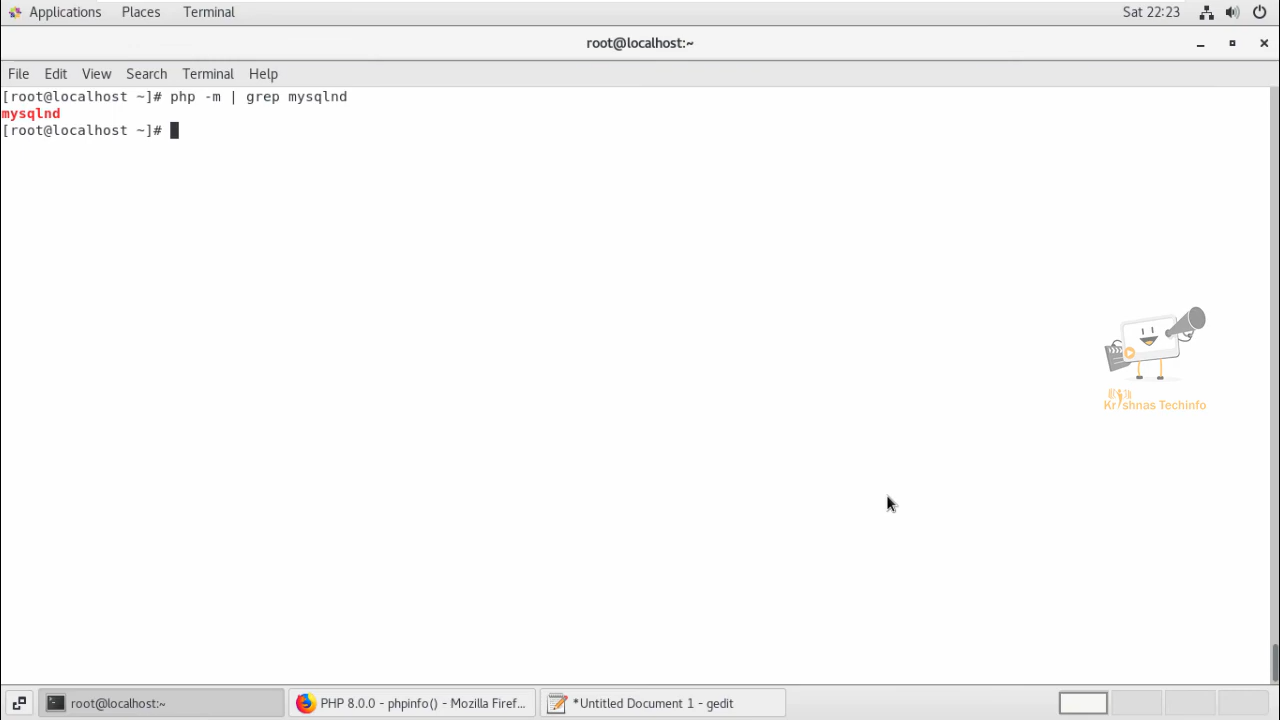 Applications Places Terminal Sat 22:23
root@localhost:~
File Edit View Search Terminal Help
[root@localhost ~]# php -m | grep mysqlnd
mysqlnd
[root@localhost ~]#
Krishnas Techinfo
root@localhost:~ PHP 8.0.0 - phpinfo() - Mozilla Firef... *Untitled Document 1 - gedit